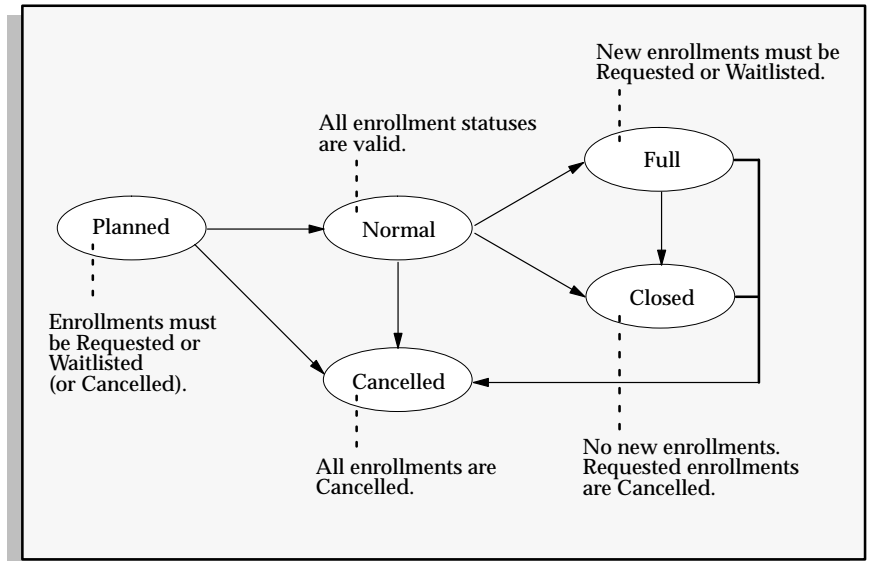 New enrollments must be
Requested or Waitlisted.
All enrollment statuses
are valid.
Full
Planned
Normal
Closed
Enrollments must
be Requested or
Waitlisted
(or Cancelled).
Cancelled
All enrollments are
Cancelled.
No new enrollments.
Requested enrollments
are Cancelled.